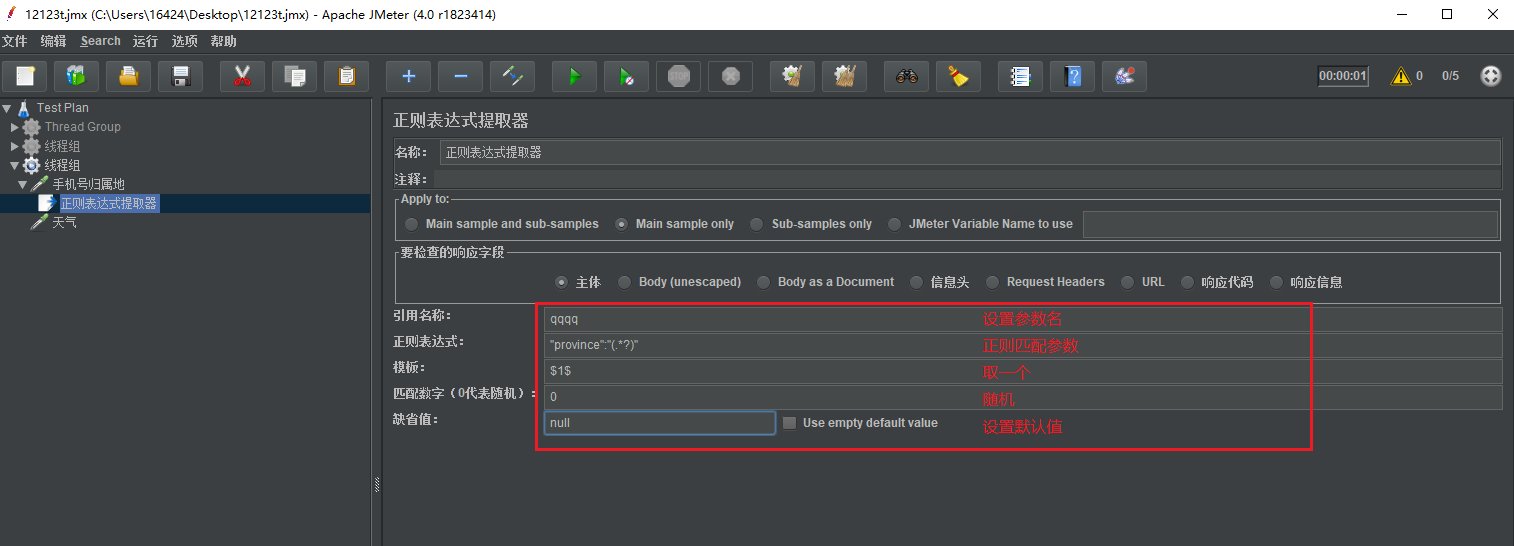 12123t.jmx (C:\Users\16424\Desktop\12123t.jmx) - Apache JMeter (4.0 r1823414)
文件 编辑 Search 运行 选项 帮助
STOP
00:00:01 0 0/5
Test Plan
Thread Group
线程组
线程组
手机号归属地
正则表达式提取器
天气
正则表达式提取器
名称： 正则表达式提取器
注释：
Apply to:
Main sample and sub-samples Main sample only Sub-samples only JMeter Variable Name to use
要检查的响应字段
主体 Body (unescaped) Body as a Document 信息头 Request Headers URL 响应代码 响应信息
引用名称： qqqq 设置参数名
正则表达式： "province":"(.*?)" 正则匹配参数
模板： $1$ 取一个
匹配数字（0代表随机）： 0 随机
缺省值： null Use empty default value 设置默认值